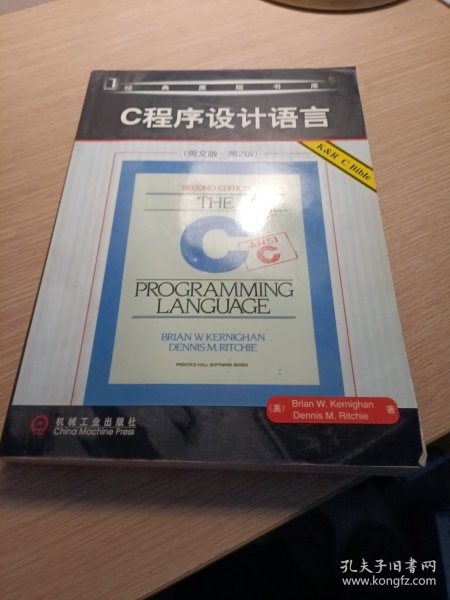 经典原版书库
C程序设计语言
(英文版·第2版)
K&R C Bible
SECOND EDITION
THE
C
ANSI
C
PROGRAMMING
LANGUAGE
BRIAN W. KERNIGHAN
DENNIS M. RITCHIE
PRENTICE HALL SOFTWARE SERIES
(美) Brian W. Kernighan
Dennis M. Ritchie 著
机械工业出版社
China Machine Press
孔夫子旧书网
www.kongfz.com